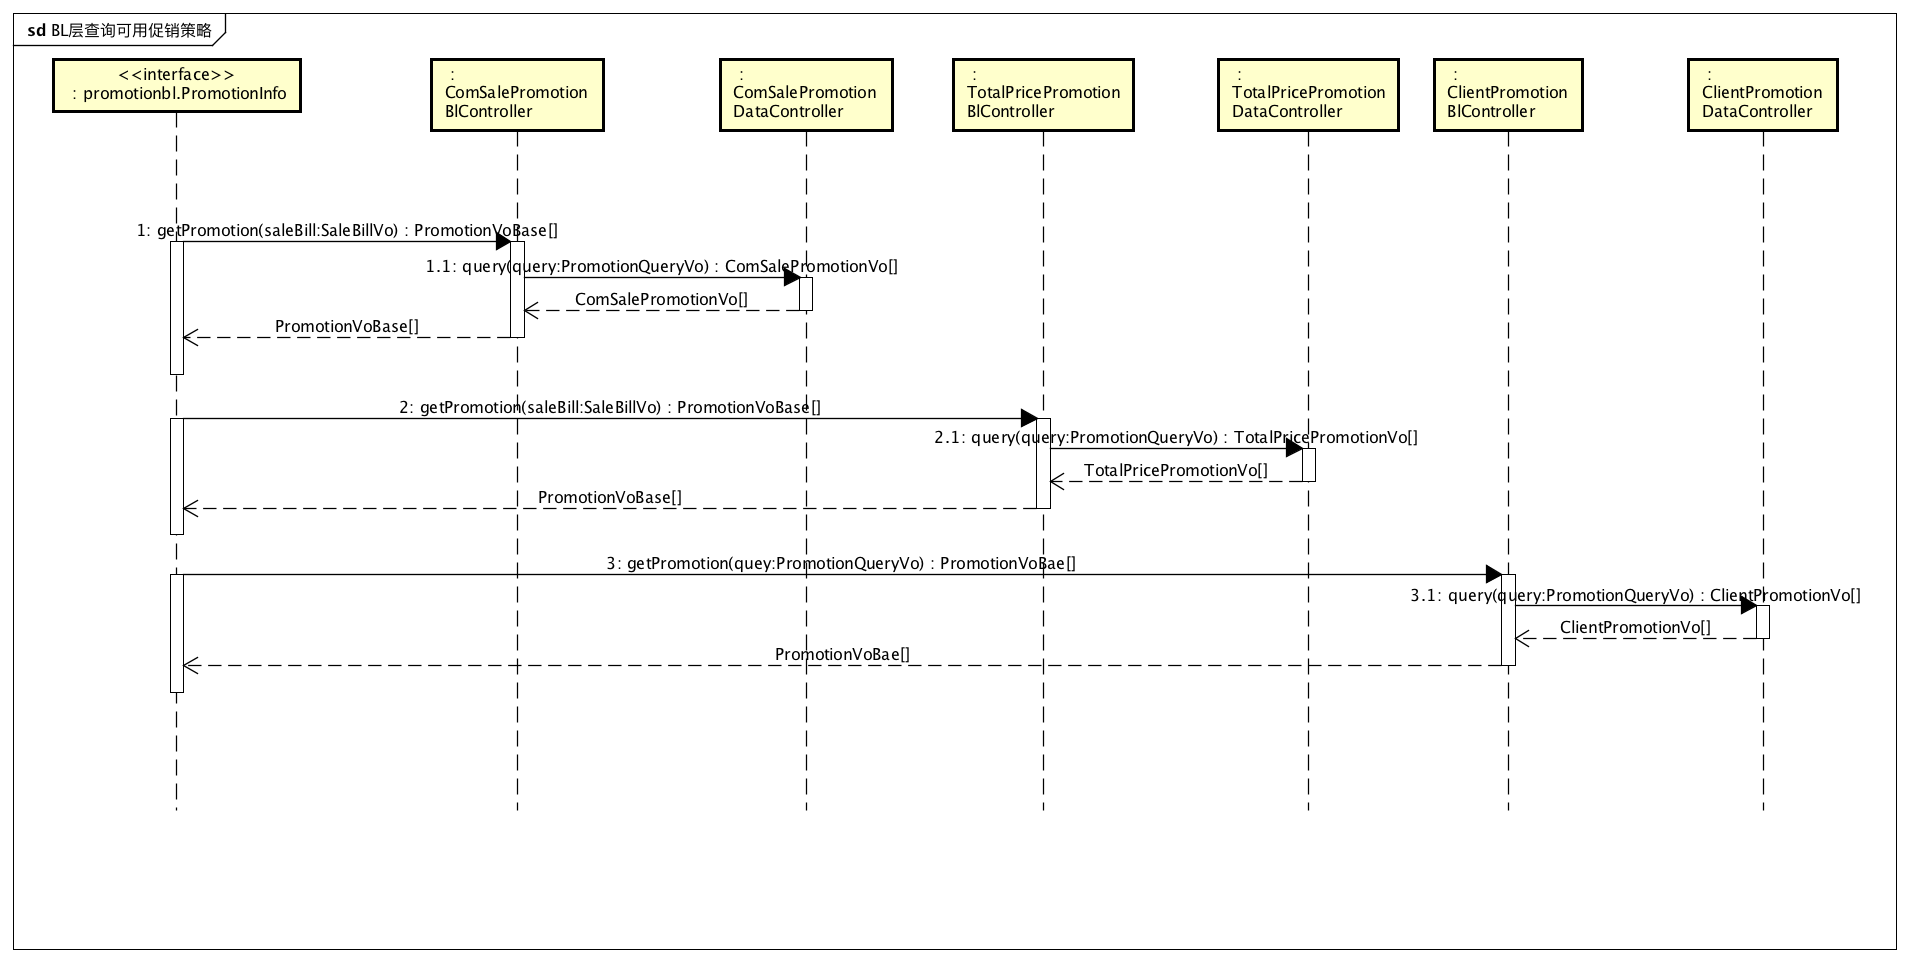 sd BL层查询可用促销策略
<<interface>>
: promotionbl.PromotionInfo
:
ComSalePromotion
BlController
:
ComSalePromotion
DataController
:
TotalPricePromotion
BlController
:
TotalPricePromotion
DataController
:
ClientPromotion
BlController
:
ClientPromotion
DataController
1: getPromotion(saleBill:SaleBillVo) : PromotionVoBase[]
1.1: query(query:PromotionQueryVo) : ComSalePromotionVo[]
ComSalePromotionVo[]
PromotionVoBase[]
2: getPromotion(saleBill:SaleBillVo) : PromotionVoBase[]
2.1: query(query:PromotionQueryVo) : TotalPricePromotionVo[]
TotalPricePromotionVo[]
PromotionVoBase[]
3: getPromotion(quey:PromotionQueryVo) : PromotionVoBae[]
3.1: query(query:PromotionQueryVo) : ClientPromotionVo[]
ClientPromotionVo[]
PromotionVoBae[]